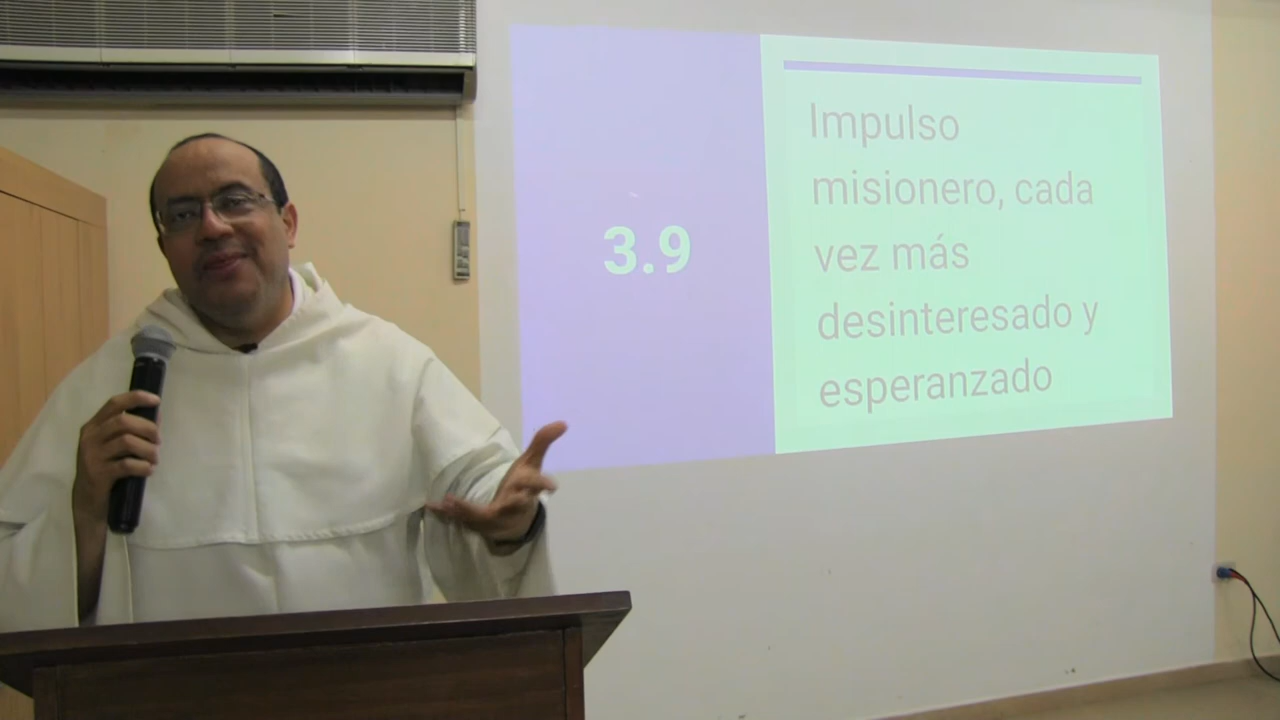 3.9
Impulso
misionero, cada
vez más
desinteresado y
esperanzado